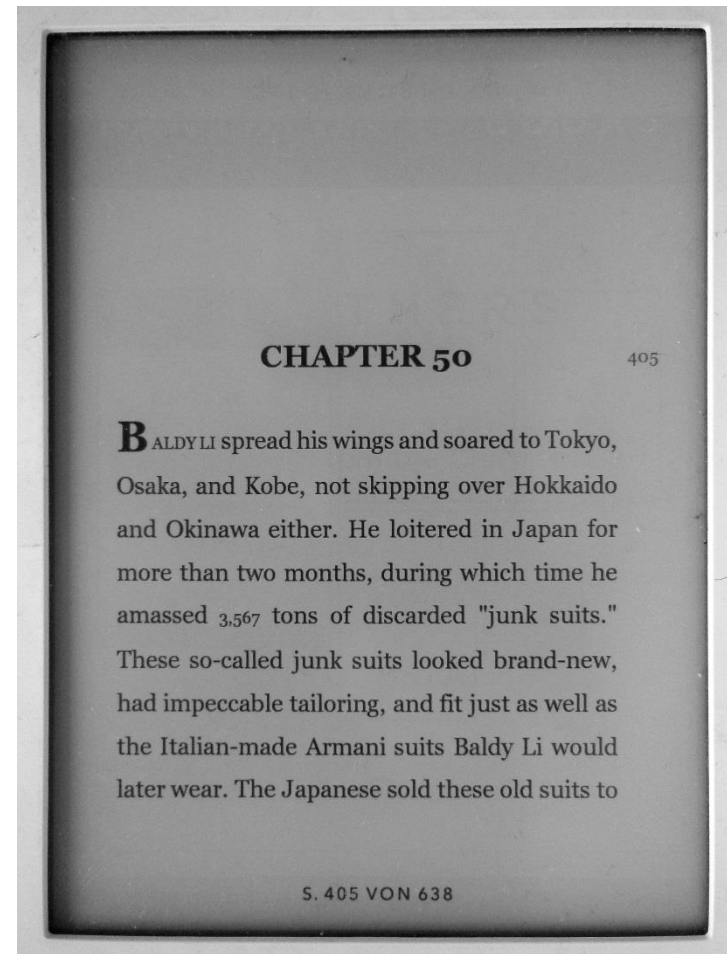 CHAPTER 50
405
BALDY LI spread his wings and soared to Tokyo,
Osaka, and Kobe, not skipping over Hokkaido
and Okinawa either. He loitered in Japan for
more than two months, during which time he
amassed 3,567 tons of discarded "junk suits."
These so-called junk suits looked brand-new,
had impeccable tailoring, and fit just as well as
the Italian-made Armani suits Baldy Li would
later wear. The Japanese sold these old suits to
S. 405 VON 638